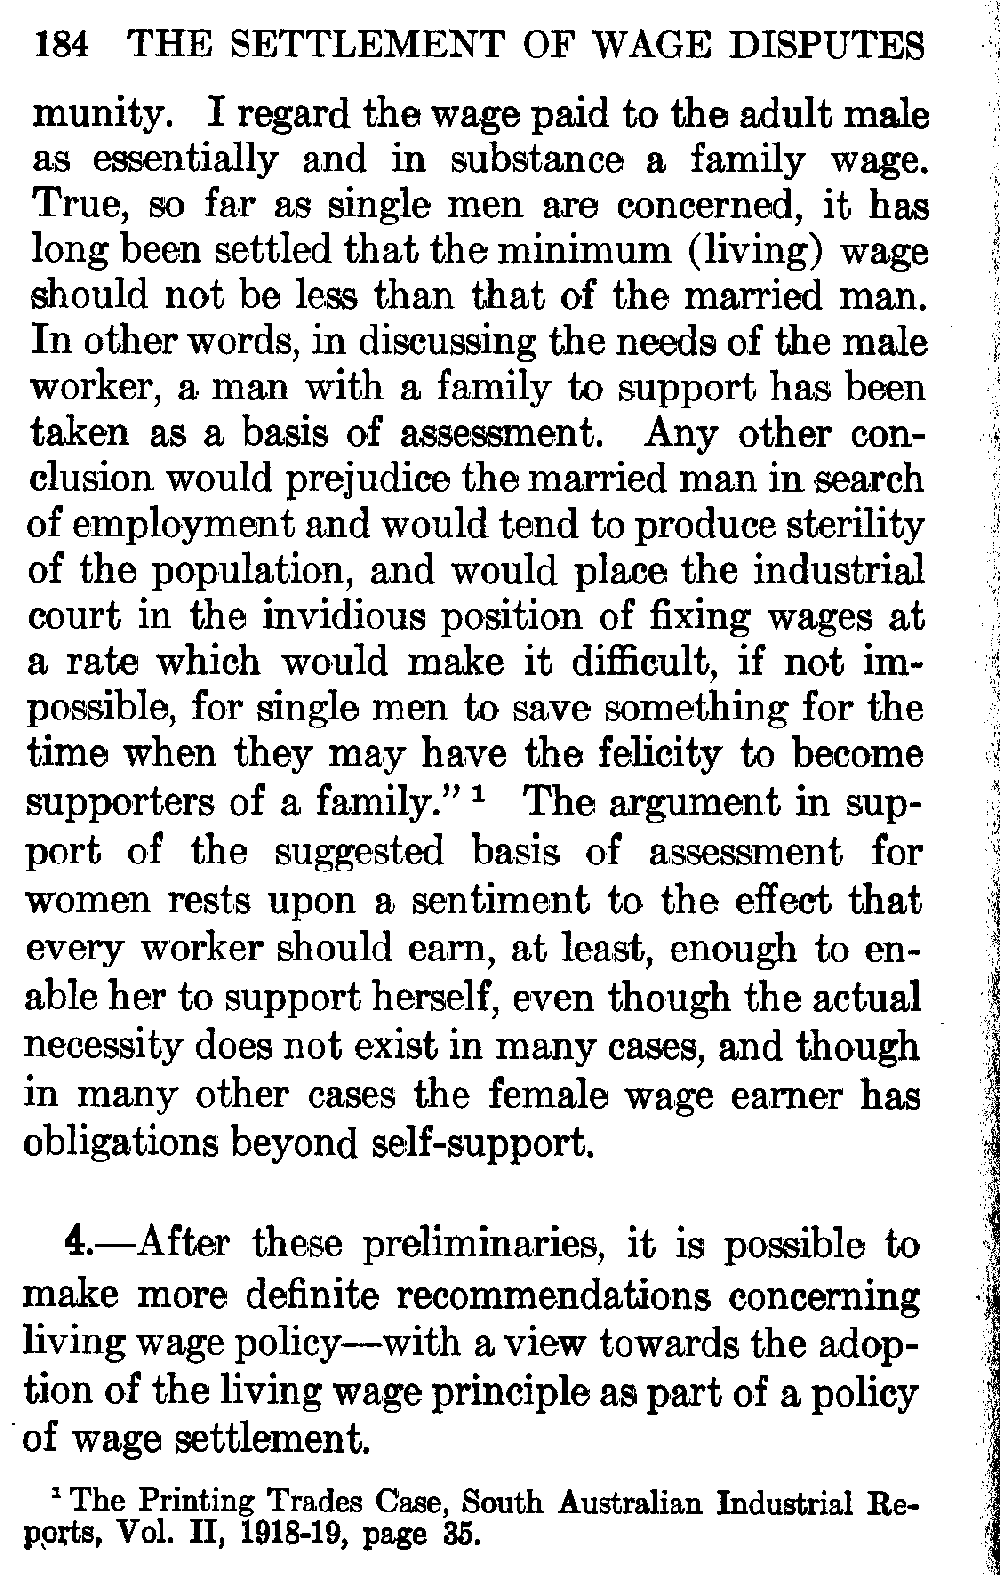 184 THE SETTLEMENT OF WAGE DISPUTES
munity. I regard the wage paid to the adult male
as essentially and in substance a family wage.
True, so far as single men are concerned, it has
long been settled that the minimum (living) wage
should not be less than that of the married man.
In other words, in discussing the needs of the male
worker, a man with a family to support has been
taken as a basis of assessment. Any other con-
clusion would prejudice the married man in search
of employment and would tend to produce sterility
of the population, and would place the industrial
court in the invidious position of fixing wages at
a rate which would make it difficult, if not im-
possible, for single men to save something for the
time when they may have the felicity to become
supporters of a family." 1 The argument in sup-
port of the suggested basis of assessment for
women rests upon a sentiment to the effect that
every worker should earn, at least, enough to en-
able her to support herself, even though the actual
necessity does not exist in many cases, and though
in many other cases the female wage earner has
obligations beyond self-support.
4.—After these preliminaries, it is possible to
make more definite recommendations concerning
living wage policy—with a view towards the adop-
tion of the living wage principle as part of a policy
of wage settlement.
1 The Printing Trades Case, South Australian Industrial Re-
ports, Vol. II, 1918-19, page 35.